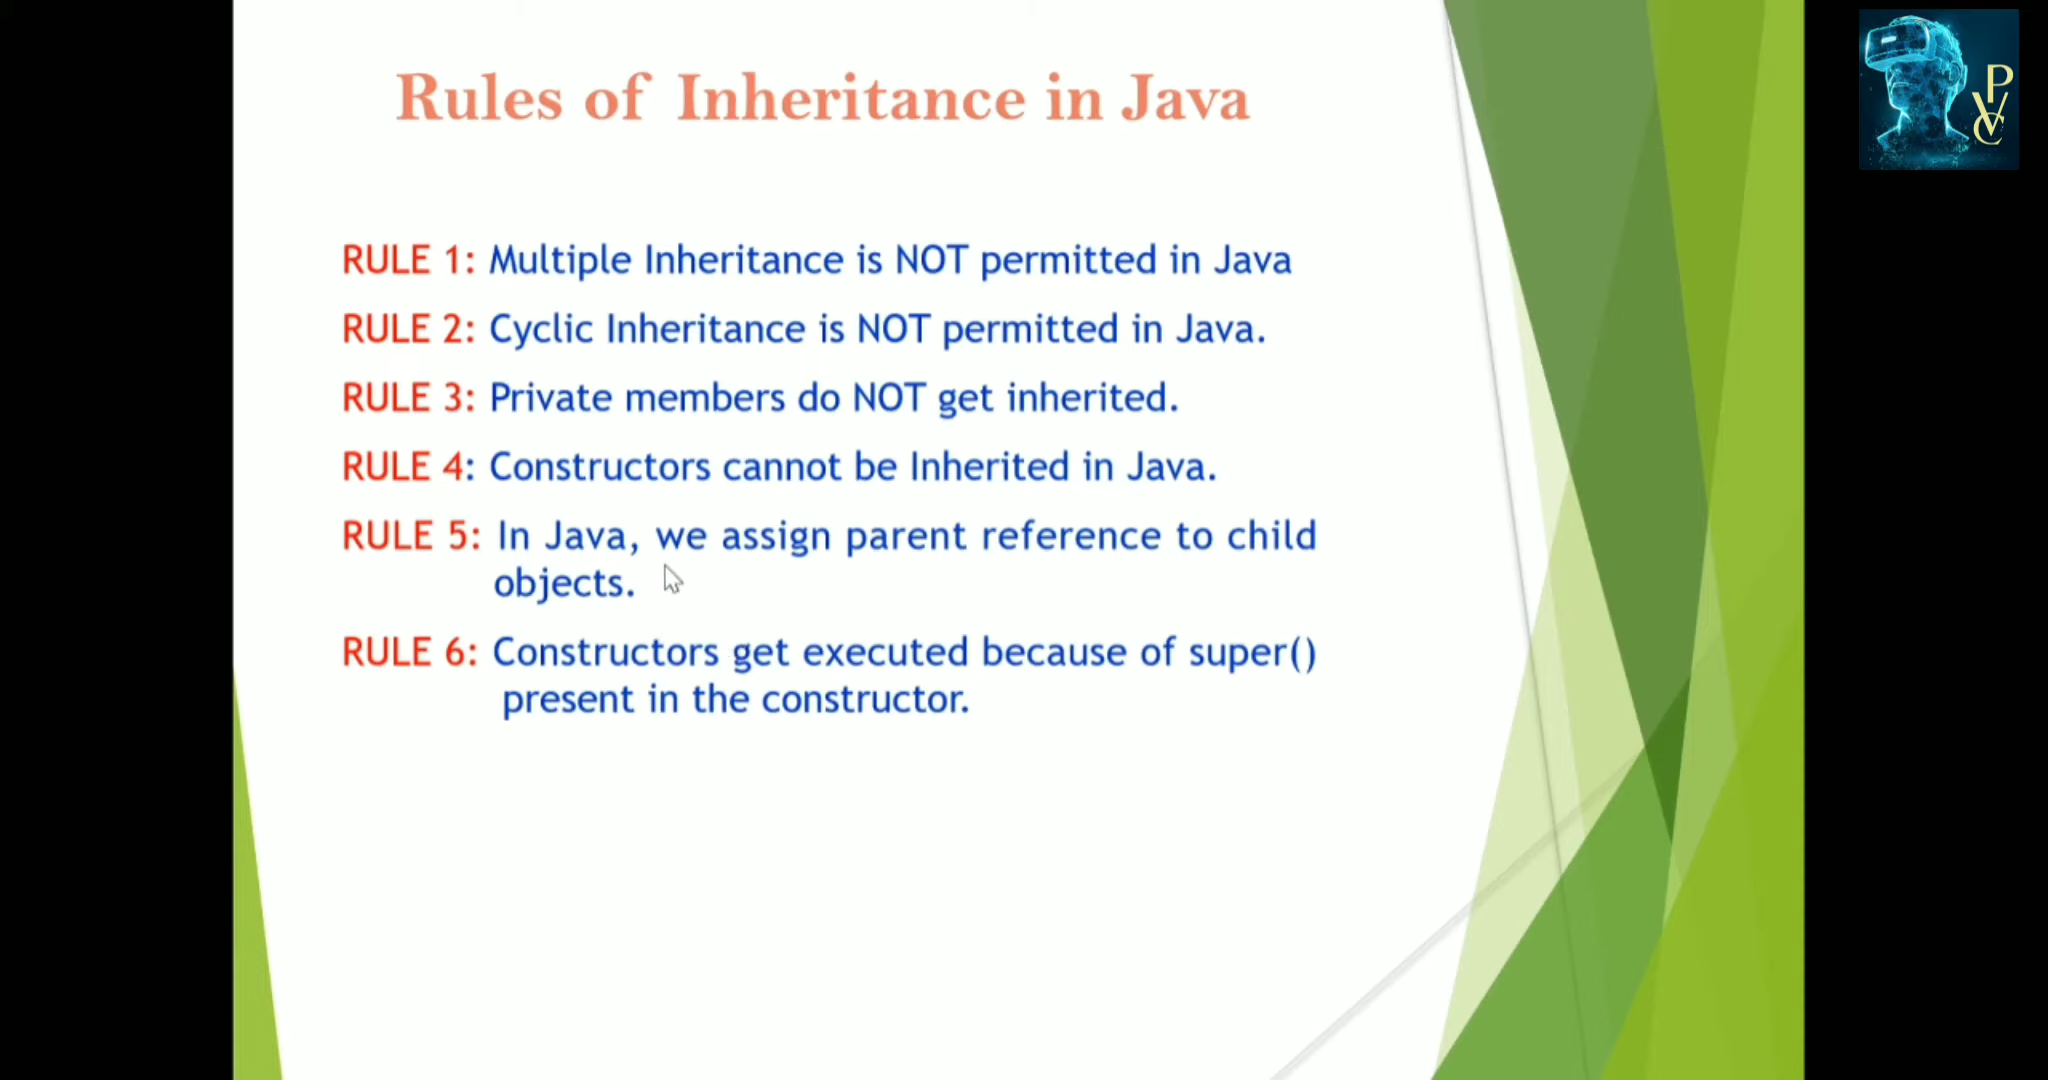 Rules of Inheritance in Java
RULE 1: Multiple Inheritance is NOT permitted in Java
RULE 2: Cyclic Inheritance is NOT permitted in Java.
RULE 3: Private members do NOT get inherited.
RULE 4: Constructors cannot be Inherited in Java.
RULE 5: In Java, we assign parent reference to child
objects.
RULE 6: Constructors get executed because of super()
present in the constructor.
PVC